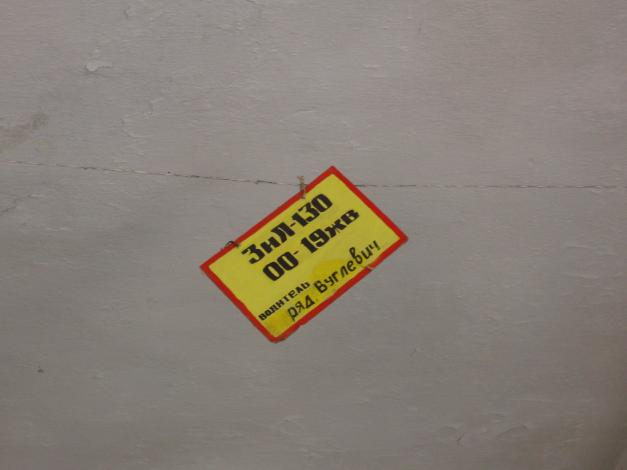 ЗиЛ-130
00-19жв
водитель
ряд. Вуглевич